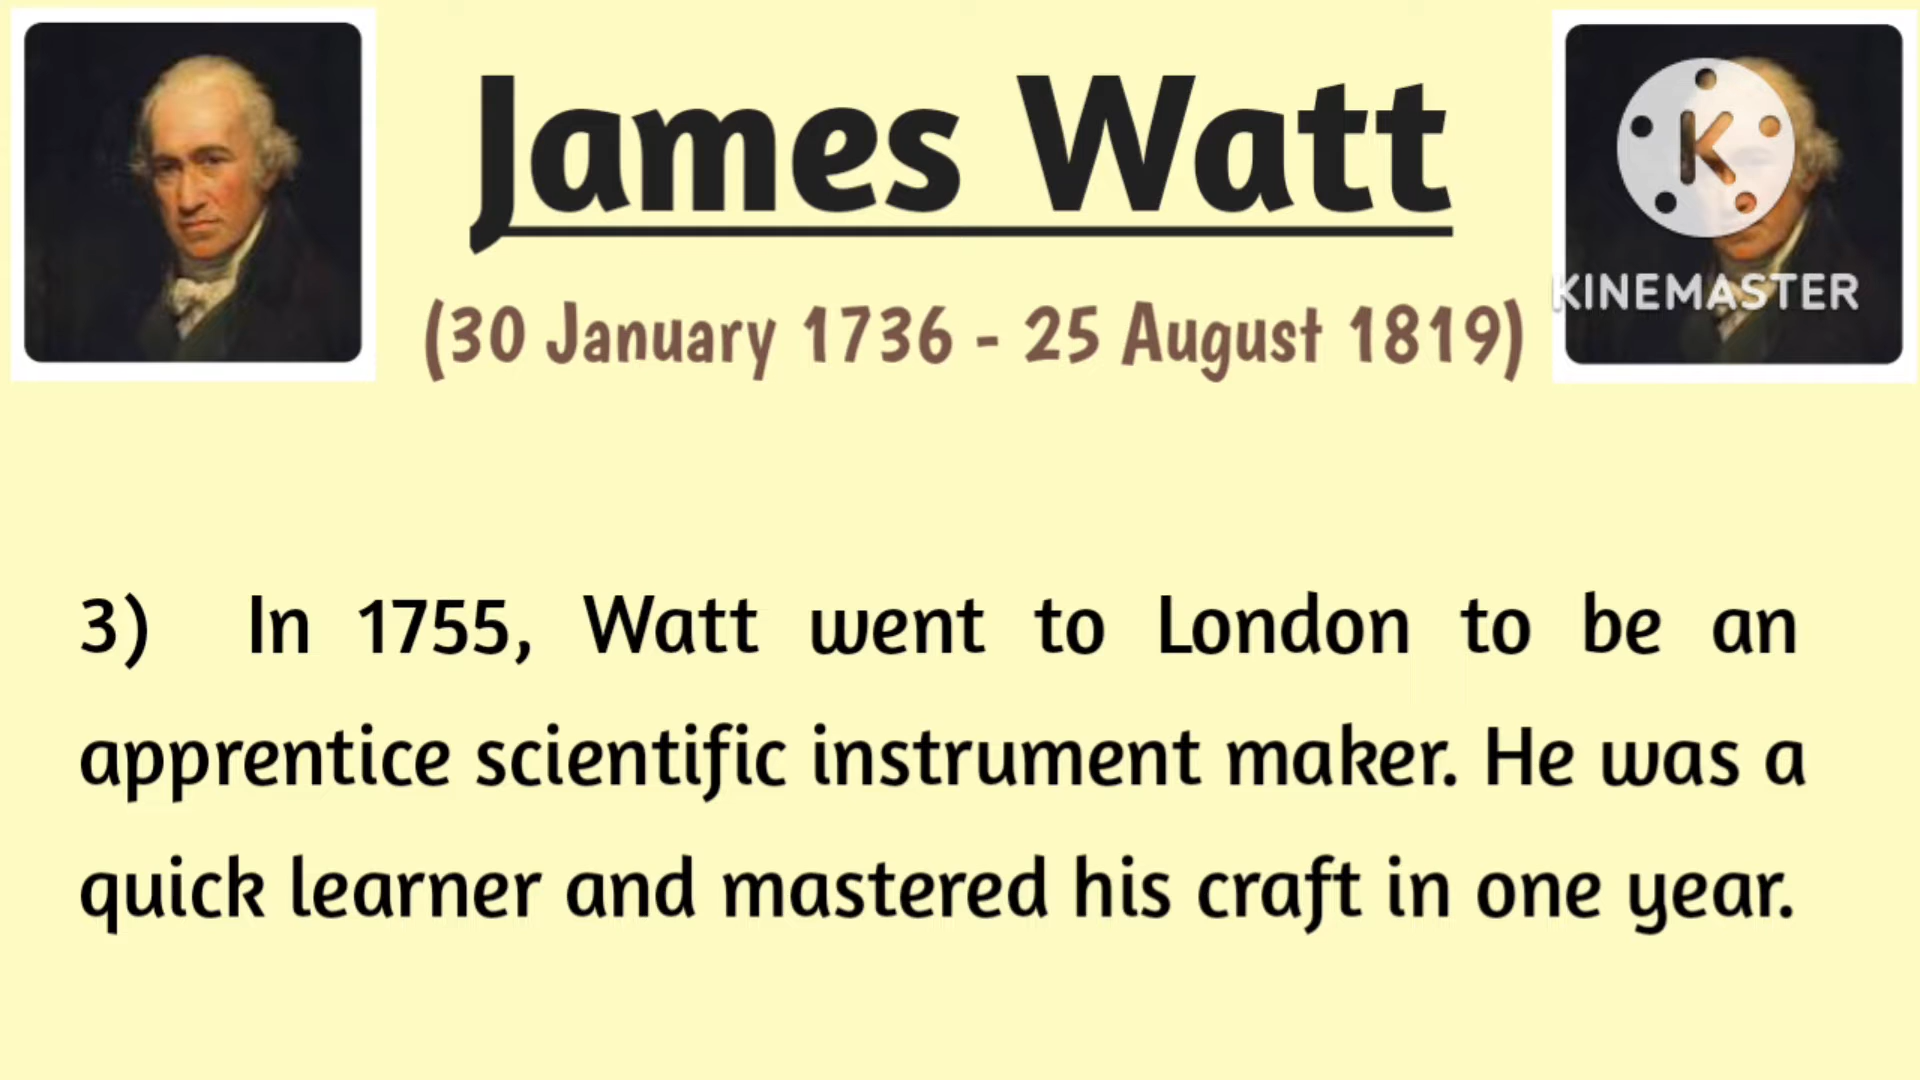 James Watt
(30 January 1736 - 25 August 1819)
K
KINEMASTER
3) In 1755, Watt went to London to be an
apprentice scientific instrument maker. He was a
quick learner and mastered his craft in one year.